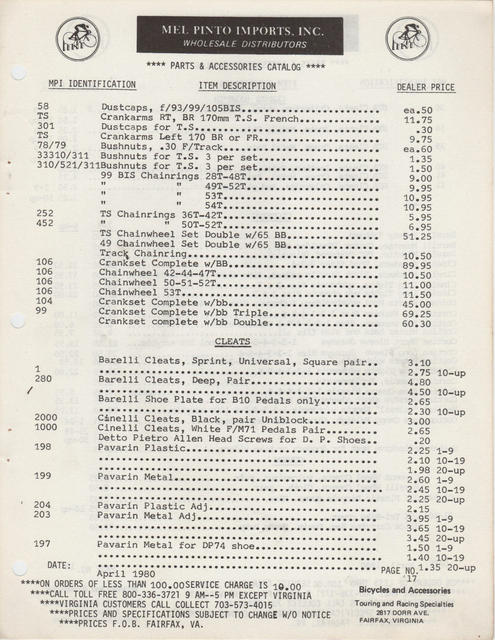 MEL PINTO IMPORTS, INC.
WHOLESALE DISTRIBUTORS
**** PARTS & ACCESSORIES CATALOG ****
MPI IDENTIFICATION ITEM DESCRIPTION DEALER PRICE
58 Dustcaps, f/93/99/105BIS ea.50
TS Crankarms RT, BR 170mm T.S. French 11.75
301 Dustcaps for T.S. .30
TS Crankarms Left 170 BR or FR. 9.75
78/79 Bushnuts, .30 F/Track ea.60
33310/311 Bushnuts for T.S. 3 per set 1.35
310/521/311 Bushnuts for T.S. 3 per set 1.50
99 BIS Chainrings 28T-48T 9.00
" " 49T-52T 9.95
" " 53T 10.95
" " 54T 10.95
252 TS Chainrings 36T-42T 5.95
452 " " 50T-52T 6.95
TS Chainwheel Set Double w/65 BB 51.25
49 Chainwheel Set Double w/65 BB
Track Chainring 10.50
106 Crankset Complete w/BB 89.95
106 Chainwheel 42-44-47T 10.50
106 Chainwheel 50-51-52T 11.00
106 Chainwheel 53T 11.50
104 Crankset Complete w/bb 45.00
99 Crankset Complete w/bb Triple 69.25
Crankset complete w/bb Double 60.30
CLEATS
Barelli Cleats, Sprint, Universal, Square pair.. 3.10
1 2.75 10-up
280 Barelli Cleats, Deep, Pair 4.80
4.50 10-up
Barelli Shoe Plate for B10 Pedals only 2.65
2.30 10-up
2000 Cinelli Cleats, Black, pair Uniblock 3.00
1000 Cinelli Cleats, White F/M71 Pedals Pair 2.65
Detto Pietro Allen Head Screws for D. P. Shoes.. .20
198 Pavarin Plastic 2.25 1-9
2.10 10-19
1.98 20-up
199 Pavarin Metal 2.60 1-9
2.45 10-19
2.25 20-up
204 Pavarin Plastic Adj 2.15
203 Pavarin Metal Adj 3.95 1-9
3.65 10-19
3.45 20-up
197 Pavarin Metal for DP74 shoe 1.50 1-9
1.40 10-19
DATE: PAGE NO. 1.35 20-up
April 1980 17
****ON ORDERS OF LESS THAN 100.00 SERVICE CHARGE IS 10.00
****CALL TOLL FREE 800-336-3721 9 AM--5 PM EXCEPT VIRGINIA
****VIRGINIA CUSTOMERS CALL COLLECT 703-573-4015
****PRICES AND SPECIFICATIONS SUBJECT TO CHANGE W/O NOTICE
****PRICES F.O.B. FAIRFAX, VA.
Bicycles and Accessories
Touring and Racing Specialties
2817 DORR AVE.
FAIRFAX, VIRGINIA